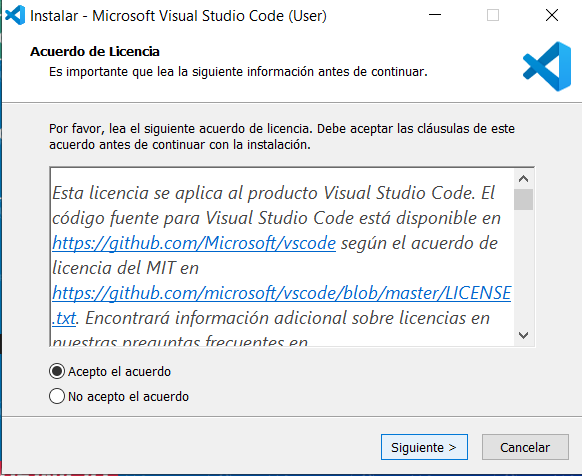 Instalar - Microsoft Visual Studio Code (User)
Acuerdo de Licencia
Es importante que lea la siguiente información antes de continuar.
Por favor, lea el siguiente acuerdo de licencia. Debe aceptar las cláusulas de este
acuerdo antes de continuar con la instalación.
Esta licencia se aplica al producto Visual Studio Code. El
código fuente para Visual Studio Code está disponible en
https://github.com/Microsoft/vscode según el acuerdo de
licencia del MIT en
https://github.com/microsoft/vscode/blob/master/LICENSE
.txt. Encontrará información adicional sobre licencias en
nuestras preguntas frecuentes en
Acepto el acuerdo
No acepto el acuerdo
Siguiente >
Cancelar